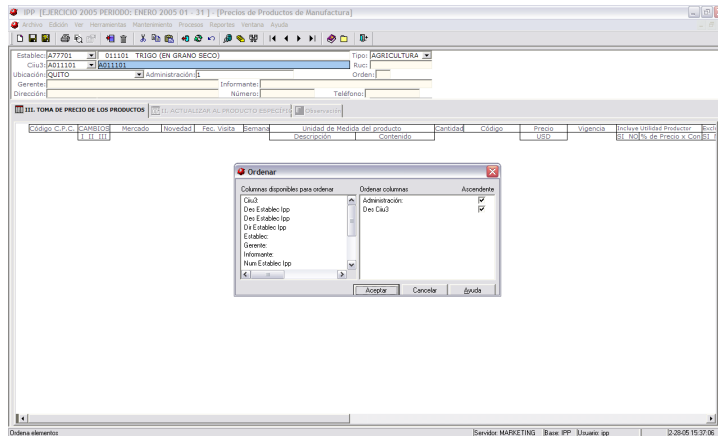 IPP [EJERCICIO 2005 PERIODO: ENERO 2005 01 - 31 ] - [Precios de Productos de Manufactura]
Archivo Edición Ver Herramientas Mantenimiento Procesos Reportes Ventana Ayuda
Establec: A77701 011101 TRIGO (EN GRANO SECO) Tipo: AGRICULTURA
Ciiu3: A011101 A011101 Ruc:
Ubicación: QUITO Administración: 1 Orden:
Gerente: Informante:
Dirección: Número: Teléfono:
III. TOMA DE PRECIO DE LOS PRODUCTOS II. ACTUALIZAR AL PRODUCTO ESPECIFIC Observación
Código C.P.C. CAMBIOS Mercado Novedad Fec. Visita Semana Unidad de Medida del producto Cantidad Código Precio Vigencia Incluye Utilidad Productor Excl
I II III Descripción Contenido USD SI NO % de Precio x Con SI
Ordenar
Columnas disponibles para ordenar Ordenar columnas Ascendente
Ciiu3: Administración:
Des Establec Ipp Des Ciiu3
Des Establec Ipp
Dir Establec Ipp
Establec:
Gerente:
Informante:
Num Establec Ipp
Aceptar Cancelar Ayuda
Ordena elementos Servidor: MARKETING Base: IPP Usuario: ipp 2-28-05 15:37:06